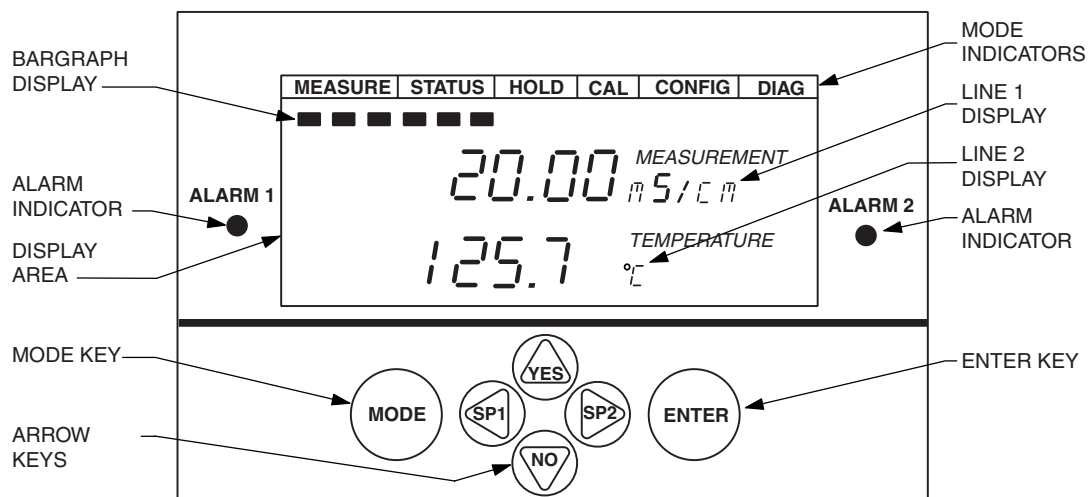 BARGRAPH
DISPLAY
MODE
INDICATORS
MEASURE STATUS HOLD CAL CONFIG DIAG
LINE 1
DISPLAY
20.00 mS/cm
MEASUREMENT
LINE 2
DISPLAY
ALARM
INDICATOR
ALARM 1
ALARM 2
ALARM
INDICATOR
DISPLAY
AREA
125.7 °C
TEMPERATURE
MODE KEY
YES
ENTER KEY
MODE
SP1
SP2
ENTER
ARROW
KEYS
NO